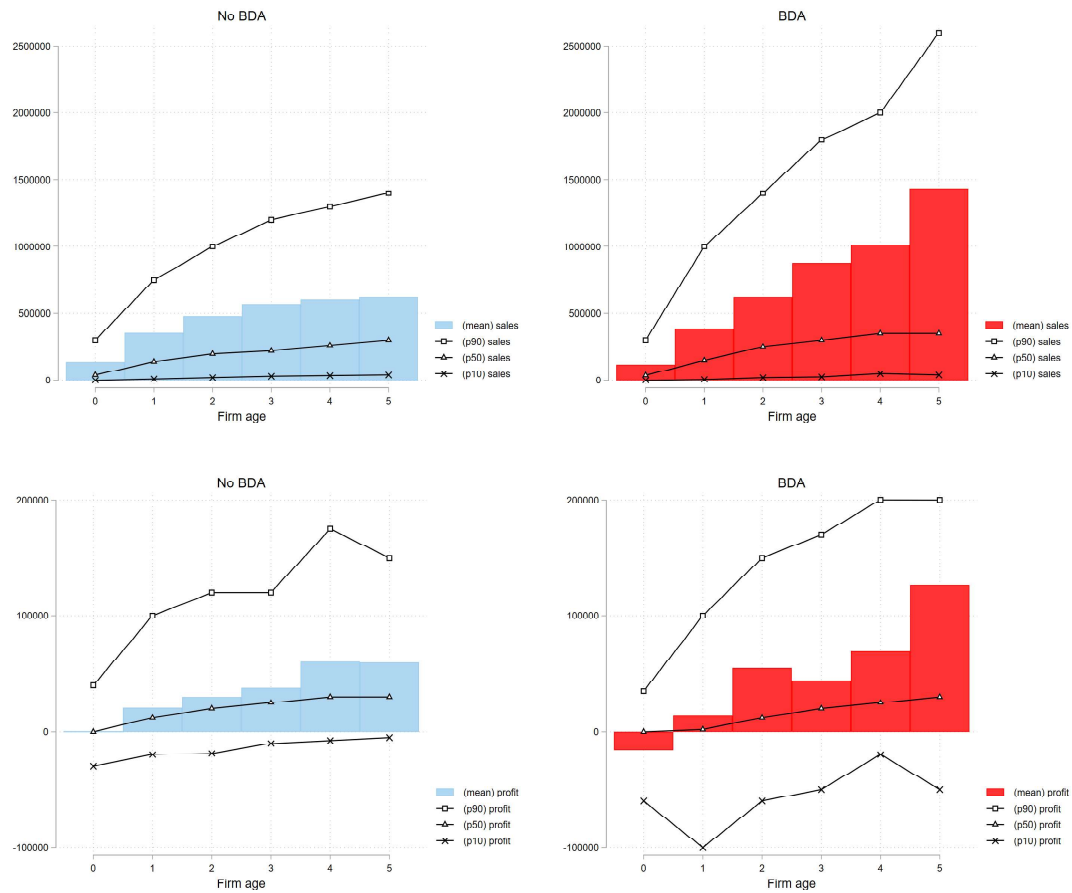 No BDA
2500000
2000000
1500000
1000000
500000
0
0 1 2 3 4 5
Firm age
(mean) sales
(p90) sales
(p50) sales
(p10) sales
BDA
2500000
2000000
1500000
1000000
500000
0
0 1 2 3 4 5
Firm age
(mean) sales
(p90) sales
(p50) sales
(p10) sales
No BDA
200000
100000
0
-100000
0 1 2 3 4 5
Firm age
(mean) profit
(p90) profit
(p50) profit
(p10) profit
BDA
200000
100000
0
-100000
0 1 2 3 4 5
Firm age
(mean) profit
(p90) profit
(p50) profit
(p10) profit